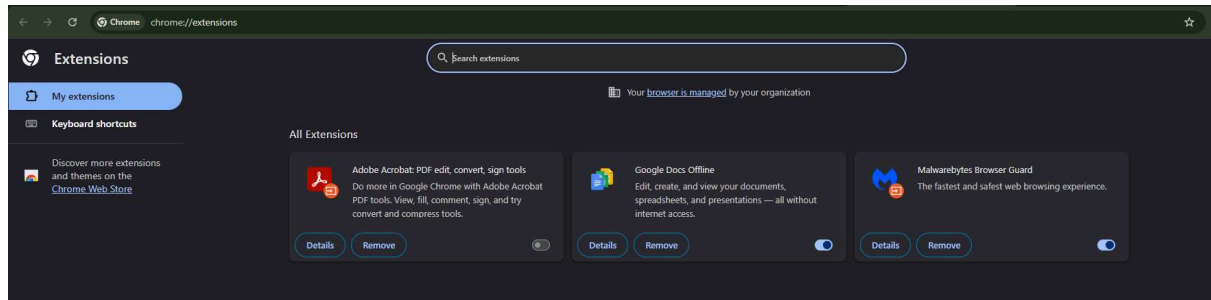 Chrome chrome://extensions
Extensions
Search extensions
My extensions
Keyboard shortcuts
Discover more extensions
and themes on the
Chrome Web Store
Your browser is managed by your organization
All Extensions
Adobe Acrobat: PDF edit, convert, sign tools
Do more in Google Chrome with Adobe Acrobat
PDF tools. View, fill, comment, sign, and try
convert and compress tools.
Details Remove
Google Docs Offline
Edit, create, and view your documents,
spreadsheets, and presentations — all without
internet access.
Details Remove
Malwarebytes Browser Guard
The fastest and safest web browsing experience.
Details Remove